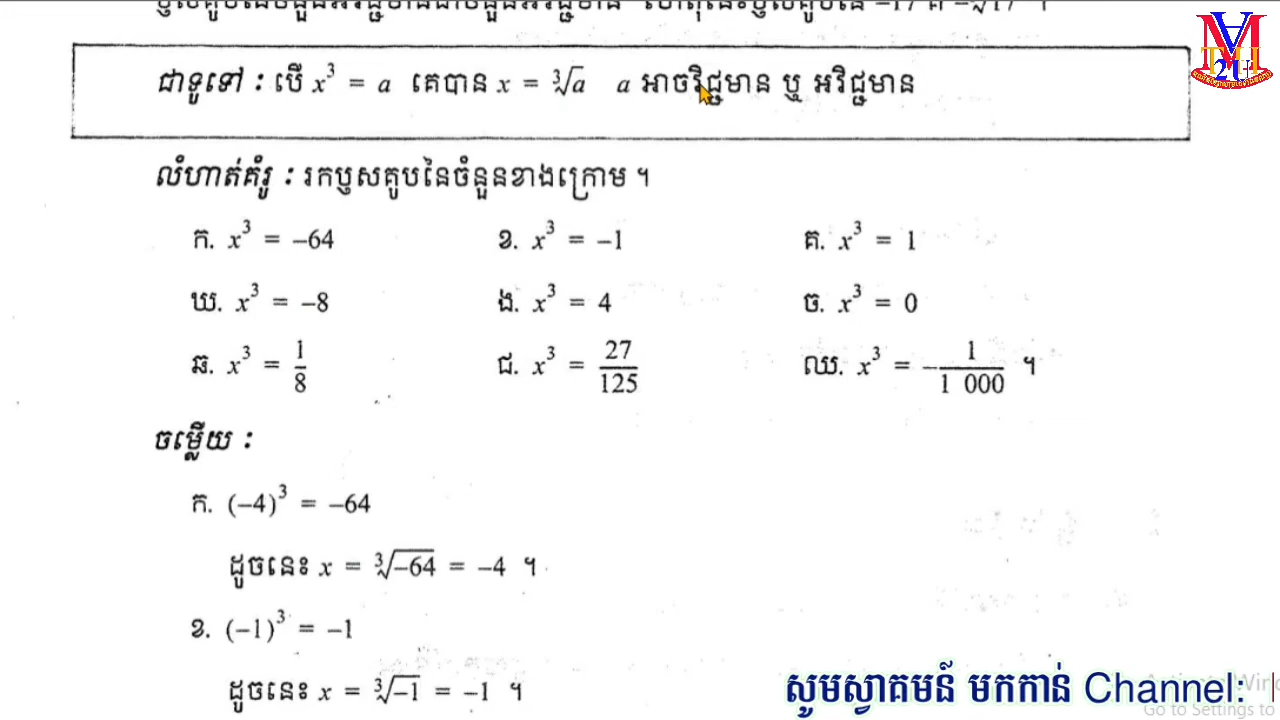 ជាទូទៅ : បើ x³ = a គេបាន x = ∛a a អាចវិជ្ជមាន ឬ អវិជ្ជមាន
លំហាត់គំរូ : រកឫសគូបនៃចំនួនខាងក្រោម ។
ក. x³ = –64 ខ. x³ = –1 គ. x³ = 1
ឃ. x³ = –8 ង. x³ = 4 ច. x³ = 0
ឆ. x³ = 1/8 ជ. x³ = 27/125 ឈ. x³ = –1/1 000 ។
ចម្លើយ :
ក. (–4)³ = –64
ដូចនេះ x = ∛–64 = –4 ។
ខ. (–1)³ = –1
ដូចនេះ x = ∛–1 = –1 ។
សូមស្វាគមន៍ មកកាន់ Channel:
Go to Settings to